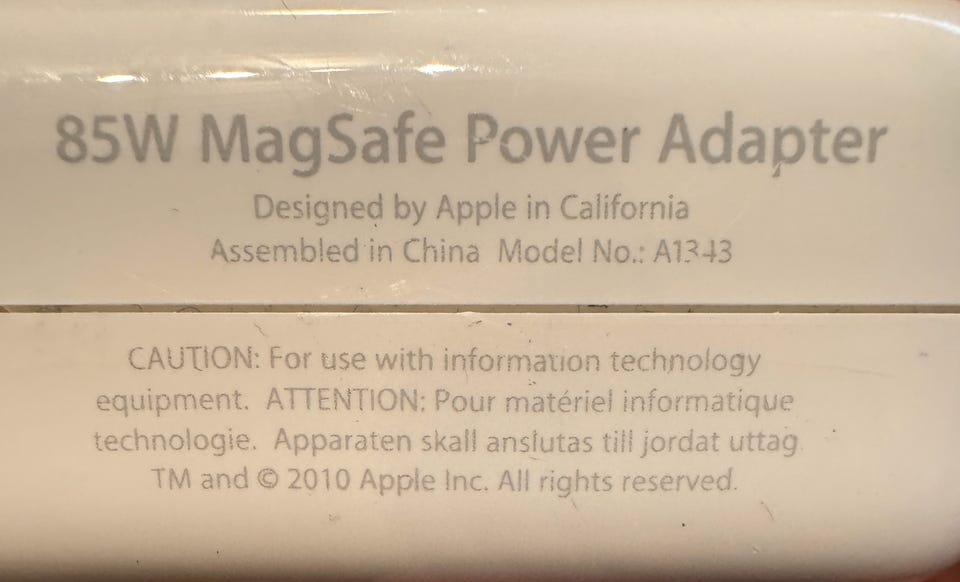 85W MagSafe Power Adapter
Designed by Apple in California
Assembled in China Model No.: A1343
CAUTION: For use with information technology
equipment. ATTENTION: Pour matériel informatique
technologie. Apparaten skall anslutas till jordat uttag
TM and © 2010 Apple Inc. All rights reserved.